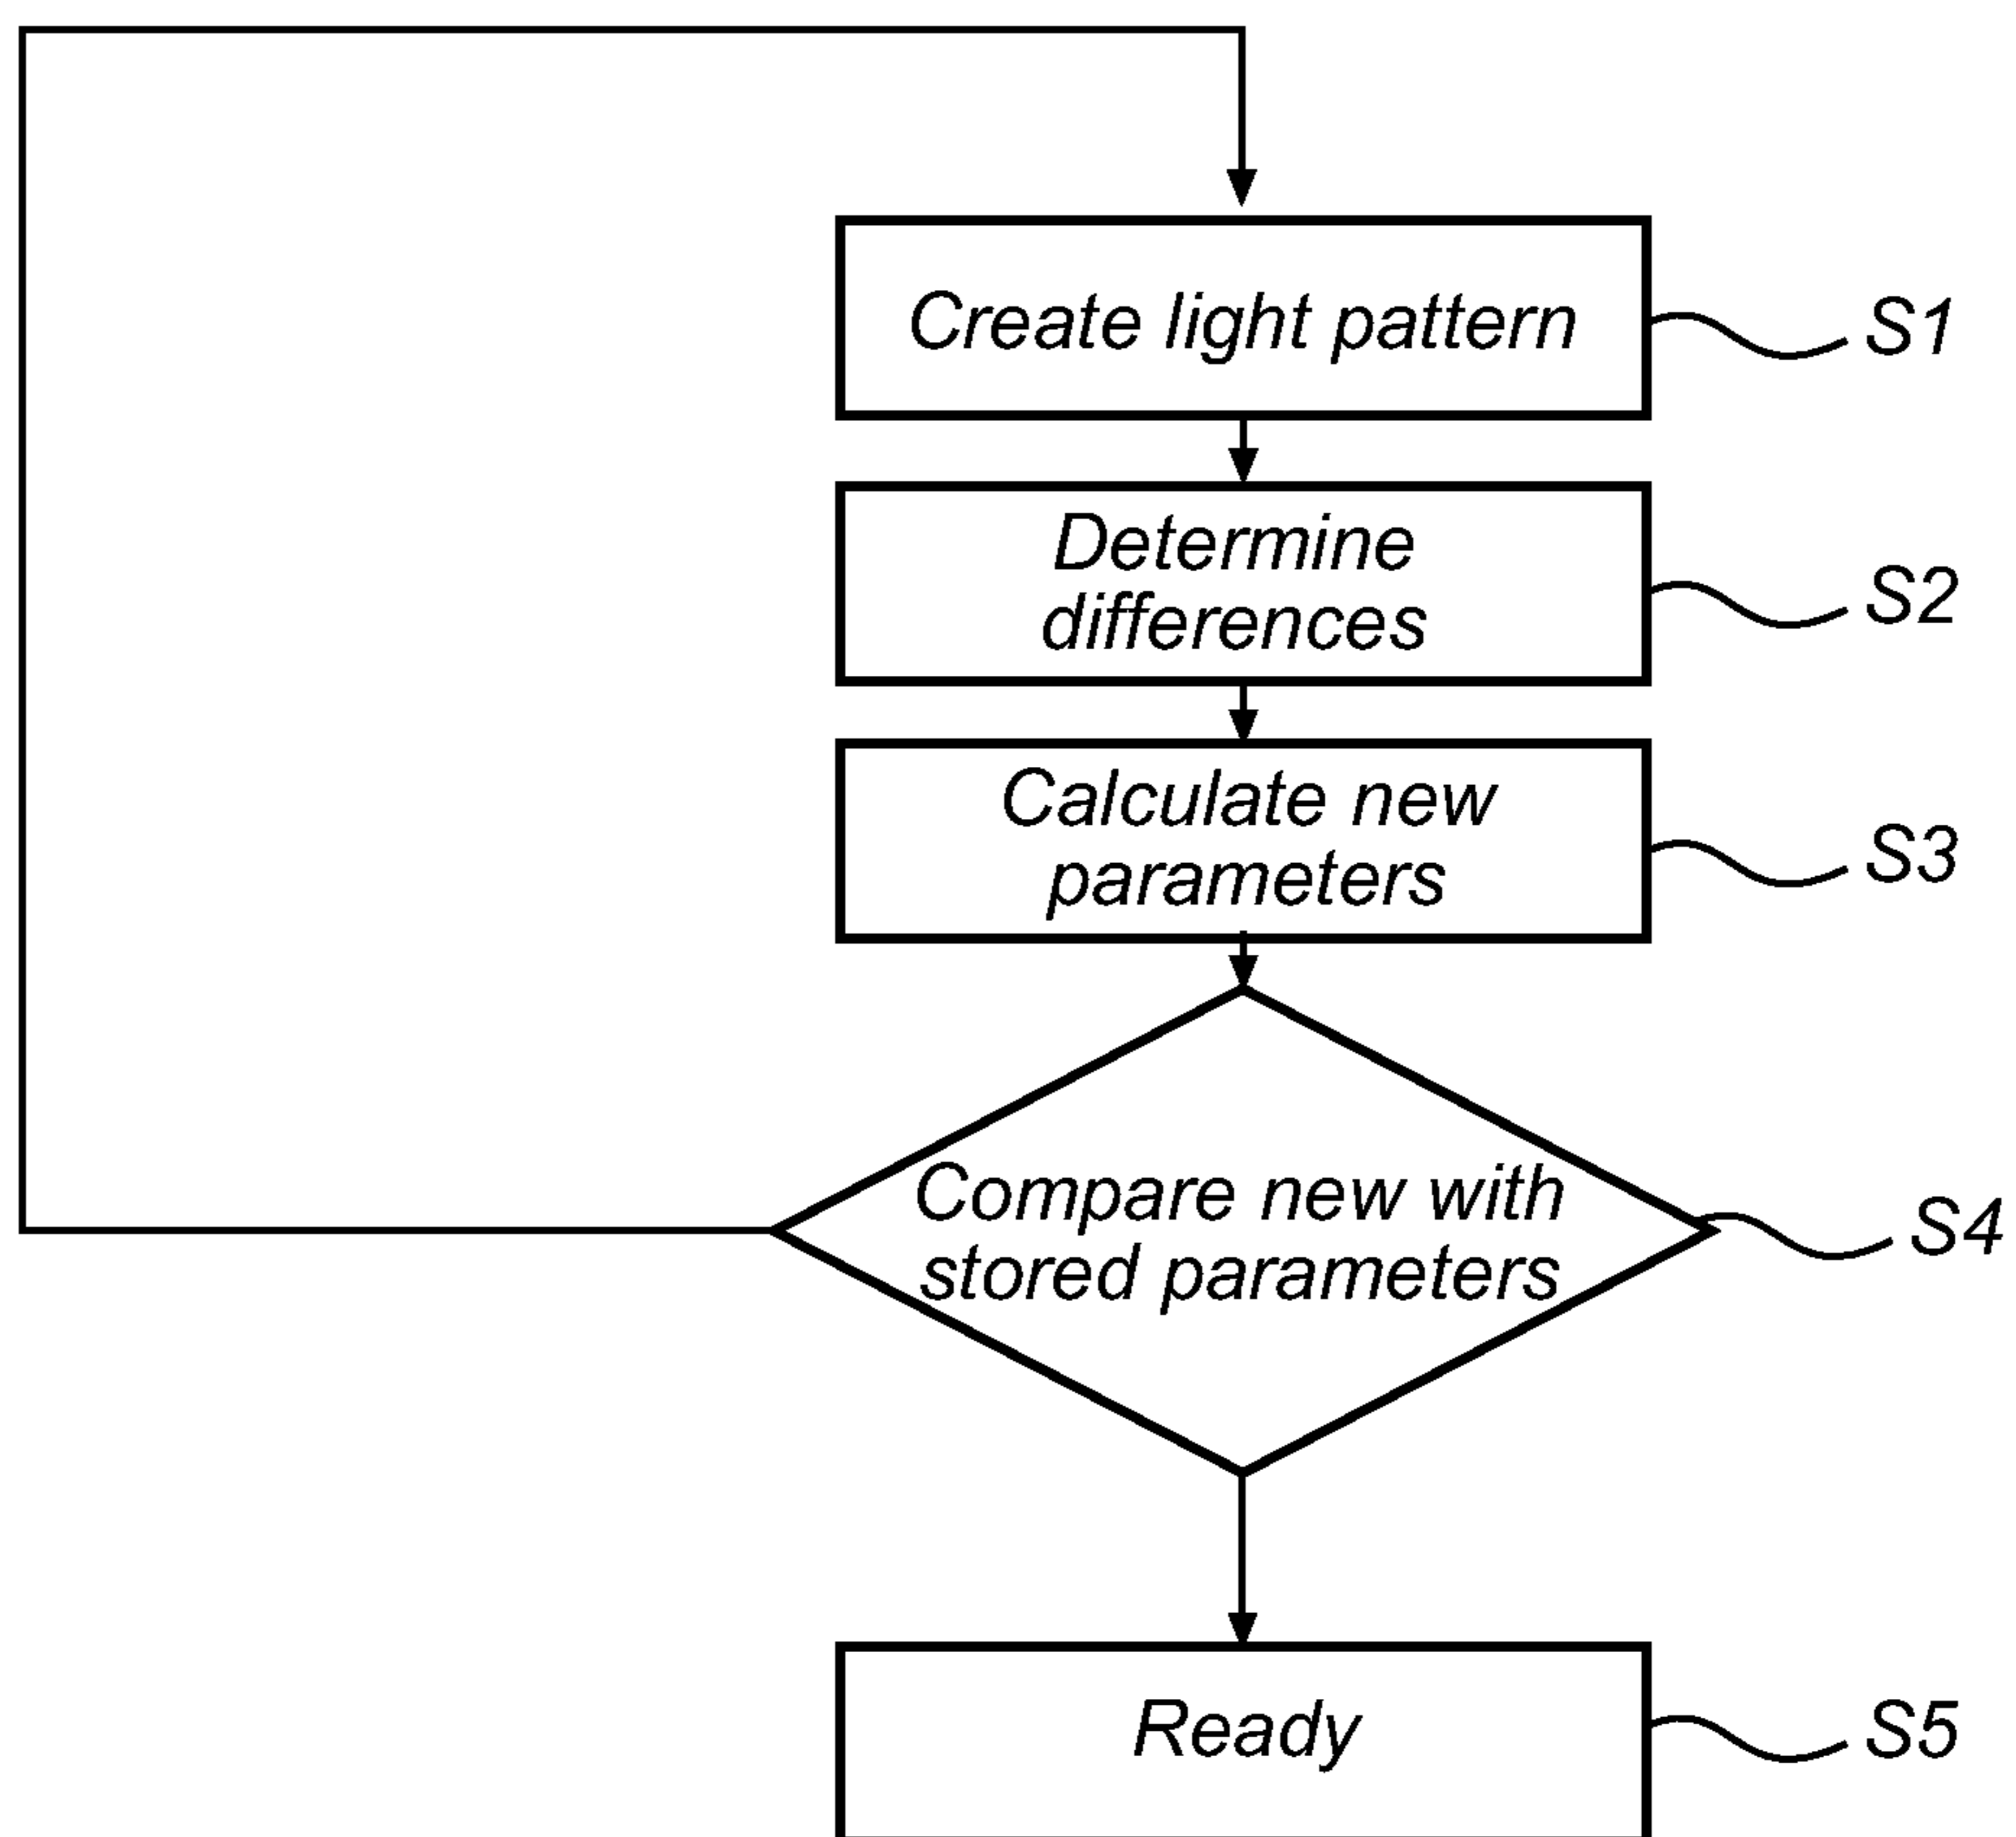 Create light pattern
S1
Determine
differences
S2
Calculate new
parameters
S3
Compare new with
stored parameters
S4
Ready
S5